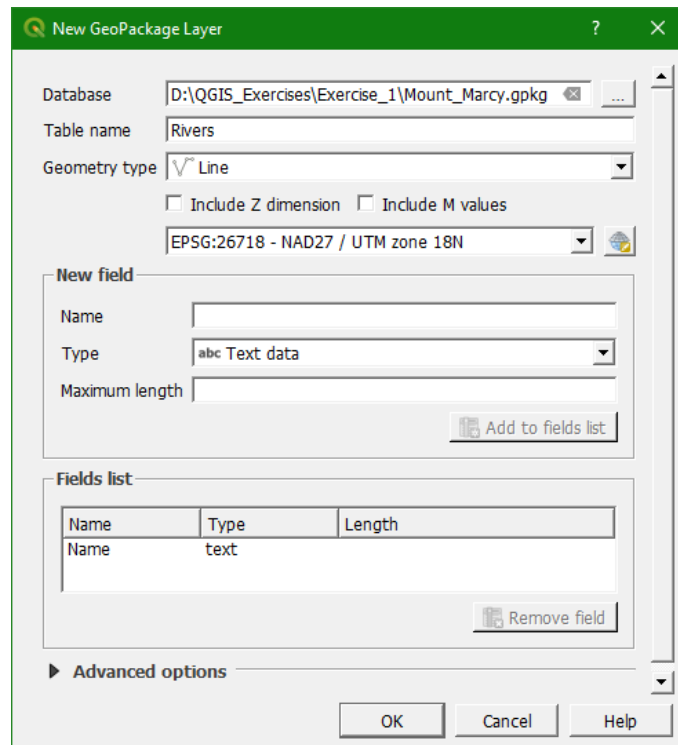 New GeoPackage Layer ? ×
Database D:\QGIS_Exercises\Exercise_1\Mount_Marcy.gpkg ...
Table name Rivers
Geometry type Line
Include Z dimension Include M values
EPSG:26718 - NAD27 / UTM zone 18N
New field
Name
Type abc Text data
Maximum length
Add to fields list
Fields list
Name Type Length
Name text
Remove field
Advanced options
OK Cancel Help